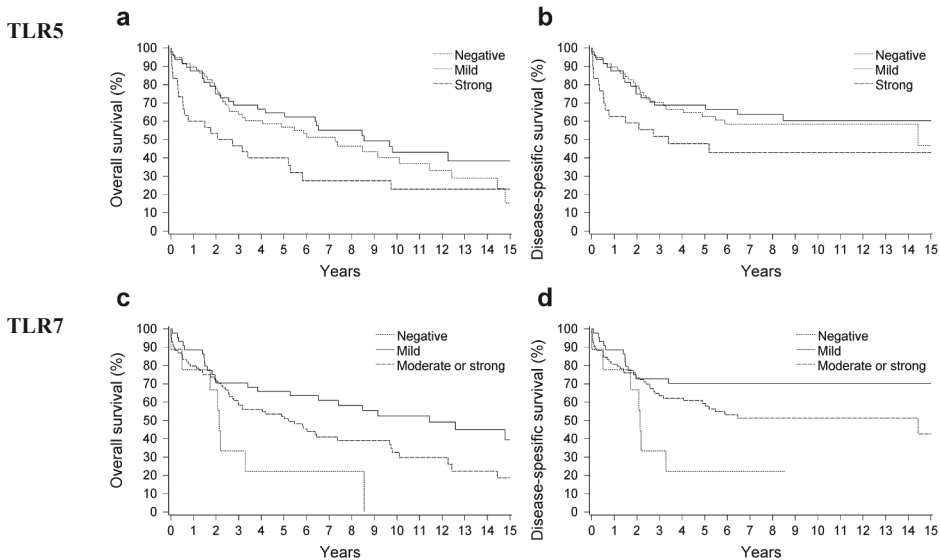 TLR5
a
Overall survival (%)
100
90
80
70
60
50
40
30
20
10
0
Negative
Mild
Strong
0 1 2 3 4 5 6 7 8 9 10 11 12 13 14 15
Years
b
Disease-spesific survival (%)
100
90
80
70
60
50
40
30
20
10
0
Negative
Mild
Strong
0 1 2 3 4 5 6 7 8 9 10 11 12 13 14 15
Years
TLR7
c
Overall survival (%)
100
90
80
70
60
50
40
30
20
10
0
Negative
Mild
Moderate or strong
0 1 2 3 4 5 6 7 8 9 10 11 12 13 14 15
Years
d
Disease-spesific survival (%)
100
90
80
70
60
50
40
30
20
10
0
Negative
Mild
Moderate or strong
0 1 2 3 4 5 6 7 8 9 10 11 12 13 14 15
Years